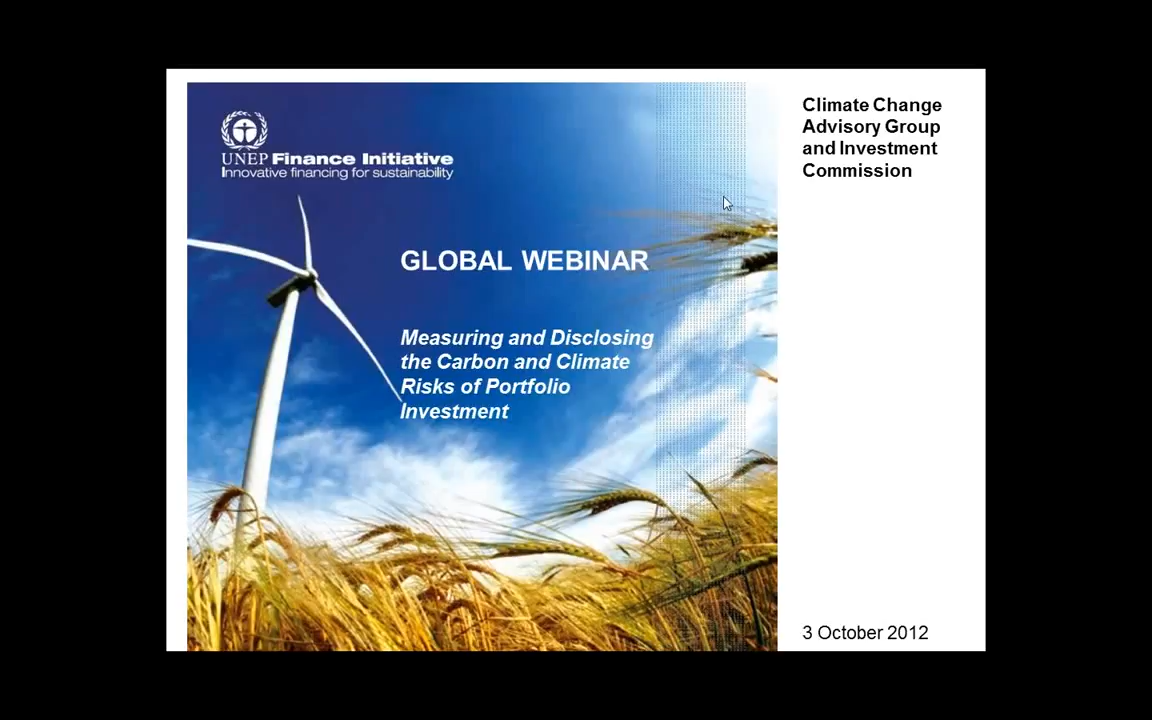 UNEP Finance Initiative
Innovative financing for sustainability
GLOBAL WEBINAR
Measuring and Disclosing
the Carbon and Climate
Risks of Portfolio
Investment
Climate Change
Advisory Group
and Investment
Commission
3 October 2012